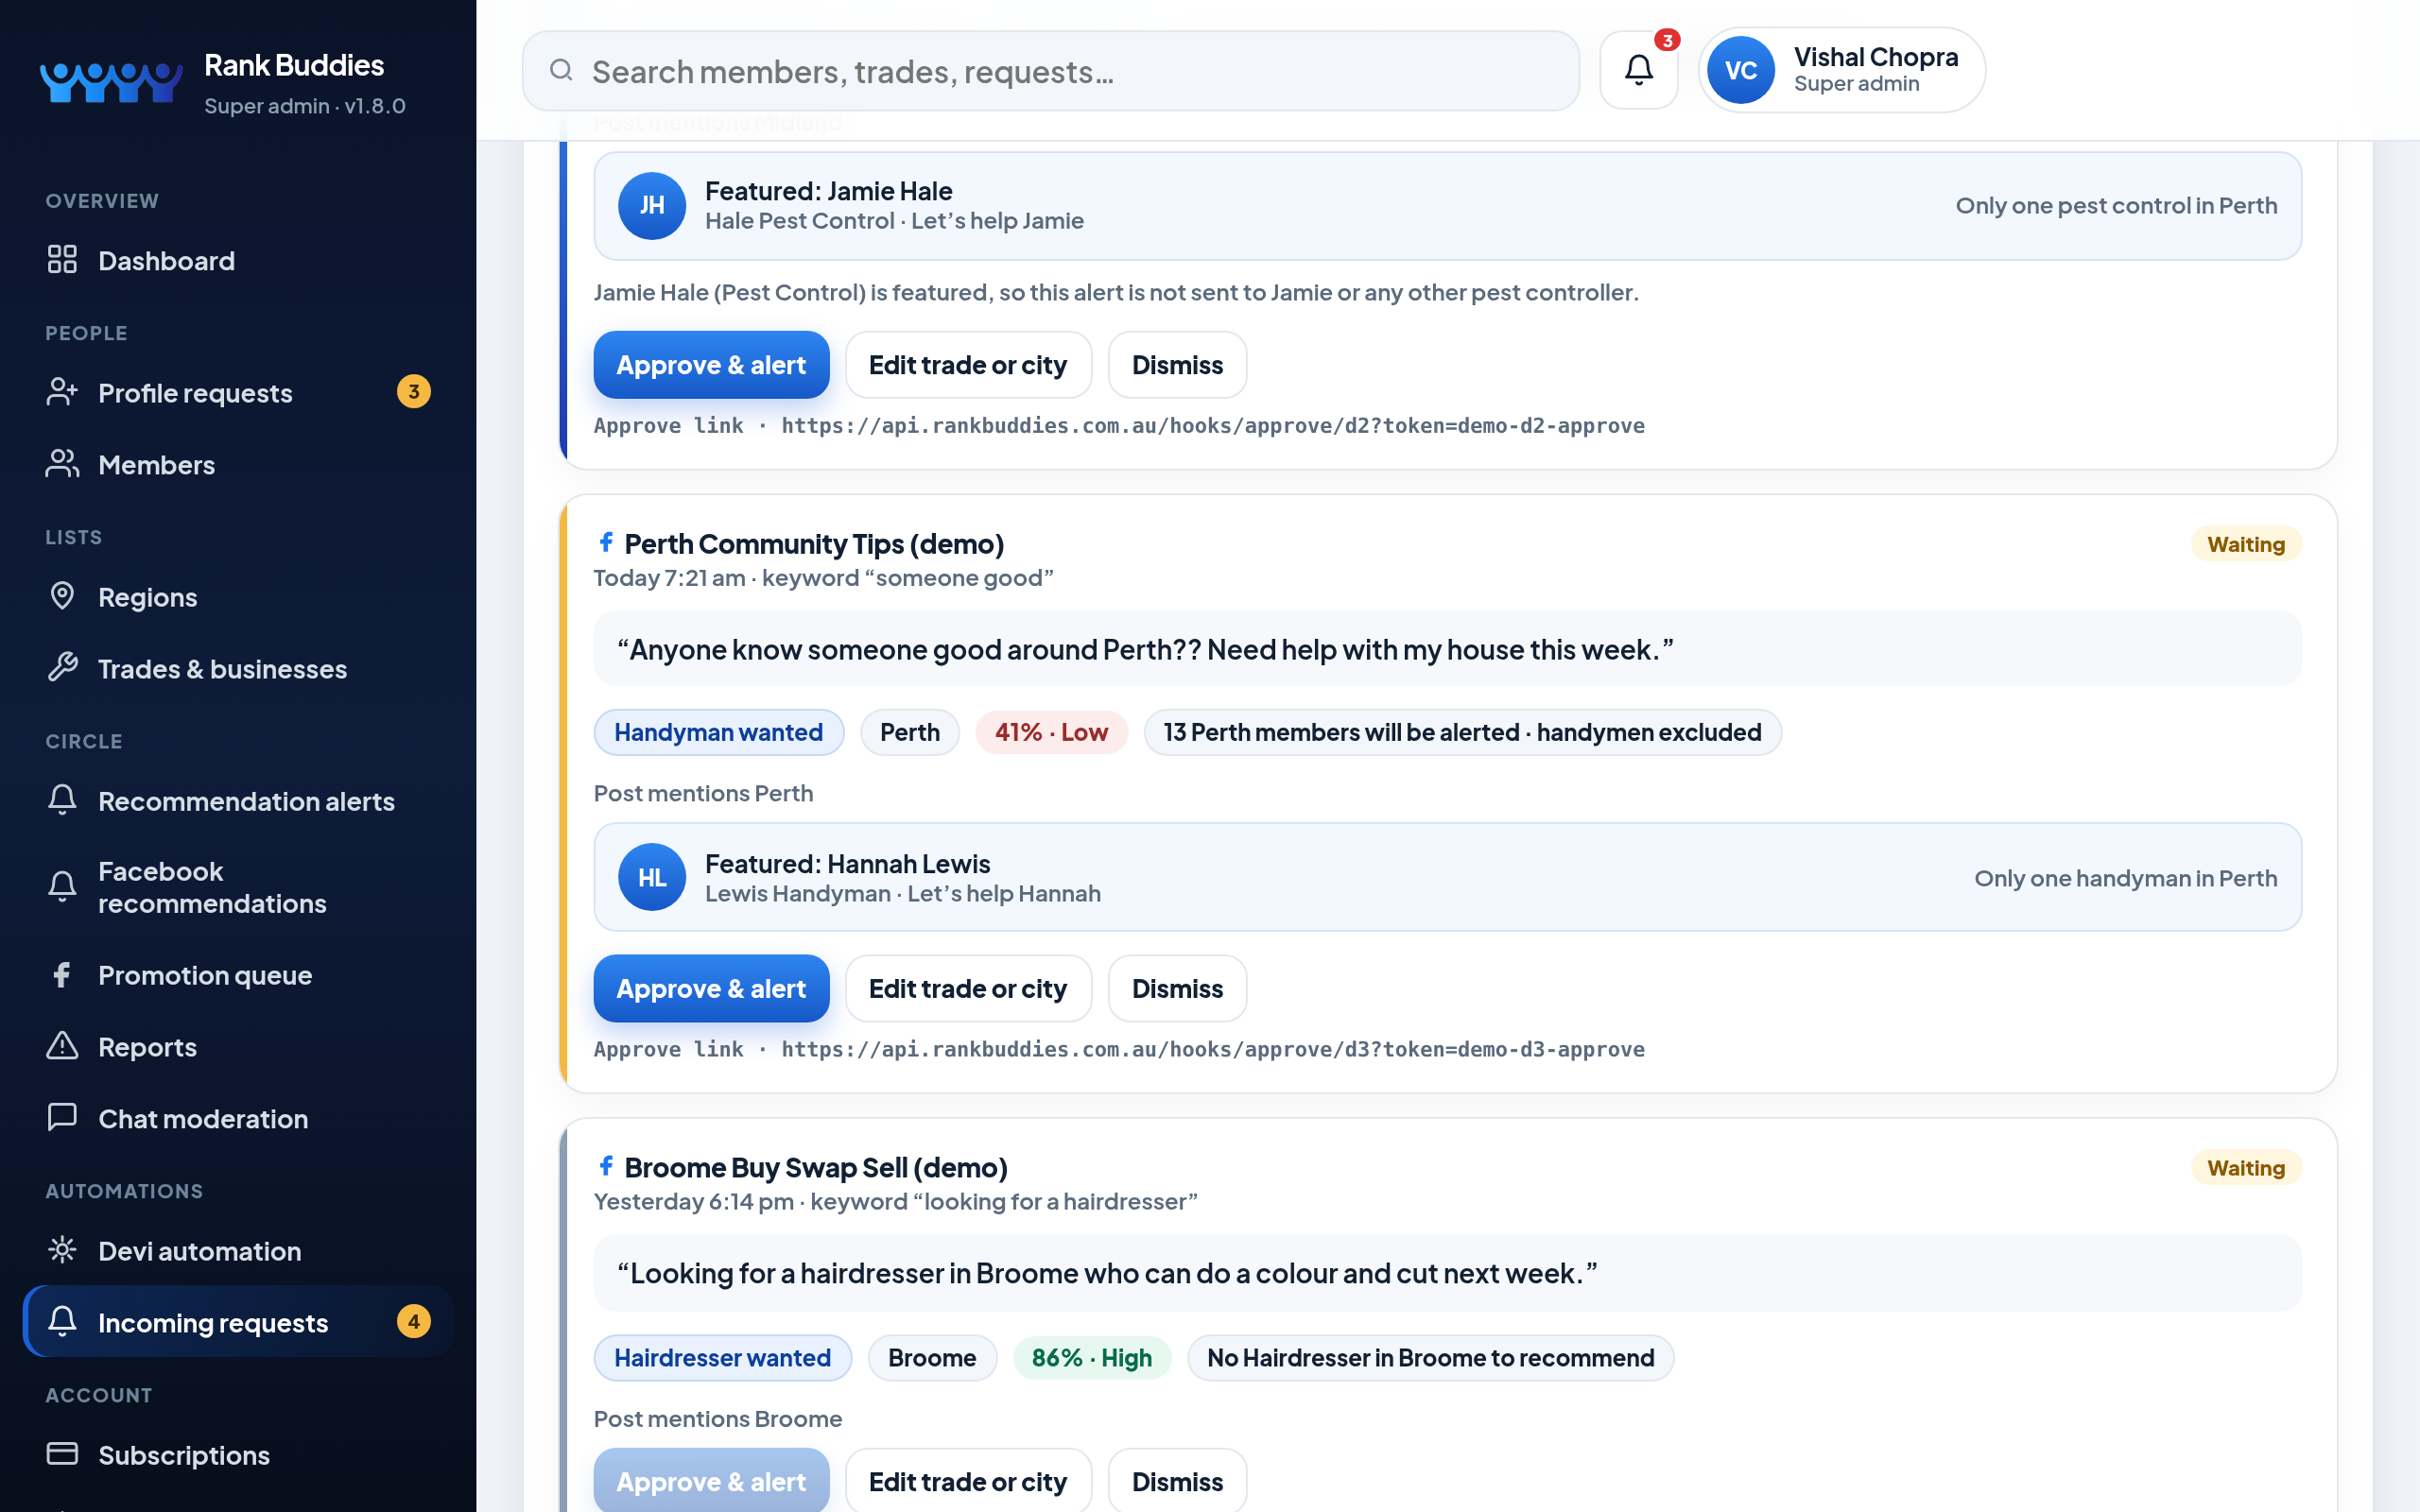 Rank Buddies
Super admin · v1.8.0
OVERVIEW
Dashboard
PEOPLE
Profile requests
3
Members
LISTS
Regions
Trades & businesses
CIRCLE
Recommendation alerts
Facebook
recommendations
Promotion queue
Reports
Chat moderation
AUTOMATIONS
Devi automation
Incoming requests
4
ACCOUNT
Subscriptions
Search members, trades, requests…
3
VC
Vishal Chopra
Super admin
Post mentions Midland
JH
Featured: Jamie Hale
Hale Pest Control · Let’s help Jamie
Only one pest control in Perth
Jamie Hale (Pest Control) is featured, so this alert is not sent to Jamie or any other pest controller.
Approve & alert
Edit trade or city
Dismiss
Approve link · https://api.rankbuddies.com.au/hooks/approve/d2?token=demo-d2-approve
Perth Community Tips (demo)
Waiting
Today 7:21 am · keyword “someone good”
“Anyone know someone good around Perth?? Need help with my house this week.”
Handyman wanted
Perth
41% · Low
13 Perth members will be alerted · handymen excluded
Post mentions Perth
HL
Featured: Hannah Lewis
Lewis Handyman · Let’s help Hannah
Only one handyman in Perth
Approve & alert
Edit trade or city
Dismiss
Approve link · https://api.rankbuddies.com.au/hooks/approve/d3?token=demo-d3-approve
Broome Buy Swap Sell (demo)
Waiting
Yesterday 6:14 pm · keyword “looking for a hairdresser”
“Looking for a hairdresser in Broome who can do a colour and cut next week.”
Hairdresser wanted
Broome
86% · High
No Hairdresser in Broome to recommend
Post mentions Broome
Approve & alert
Edit trade or city
Dismiss